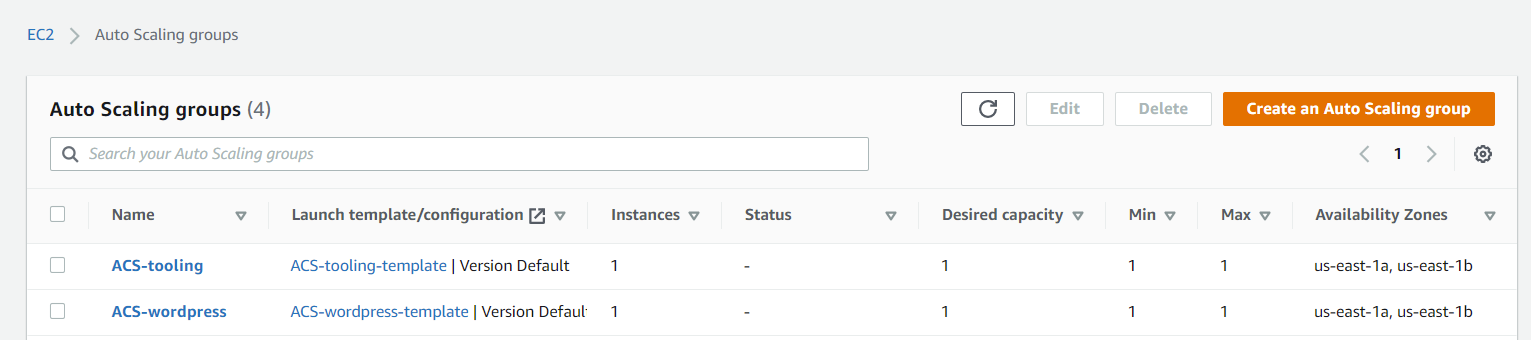 EC2 > Auto Scaling groups
Auto Scaling groups (4)
Edit Delete Create an Auto Scaling group
Search your Auto Scaling groups
1
Name Launch template/configuration Instances Status Desired capacity Min Max Availability Zones
ACS-tooling ACS-tooling-template | Version Default 1 - 1 1 1 us-east-1a, us-east-1b
ACS-wordpress ACS-wordpress-template | Version Defaul 1 - 1 1 1 us-east-1a, us-east-1b